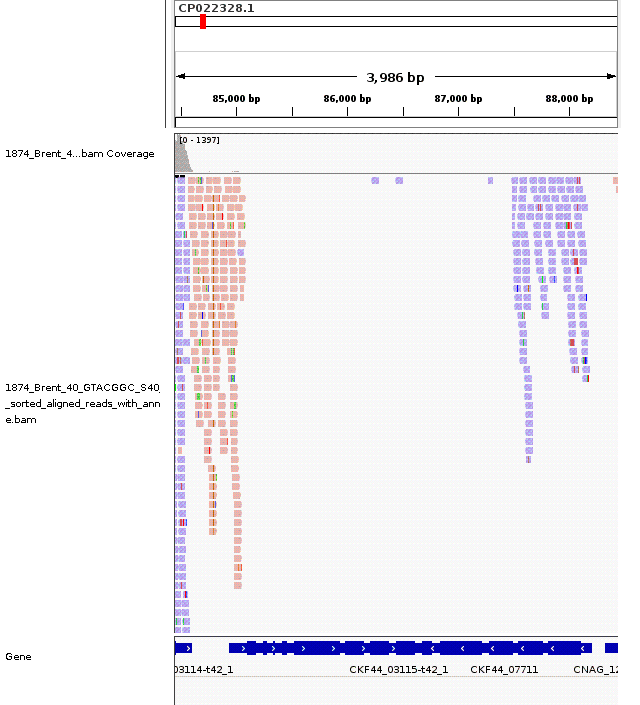 CP022328.1
3,986 bp
85,000 bp 86,000 bp 87,000 bp 88,000 bp
1874_Brent_4...bam Coverage
[0 - 1397]
1874_Brent_40_GTACGGC_S40_
_sorted_aligned_reads_with_ann
e.bam
Gene
03114-t42_1 CKF44_03115-t42_1 CKF44_07711 CNAG_12